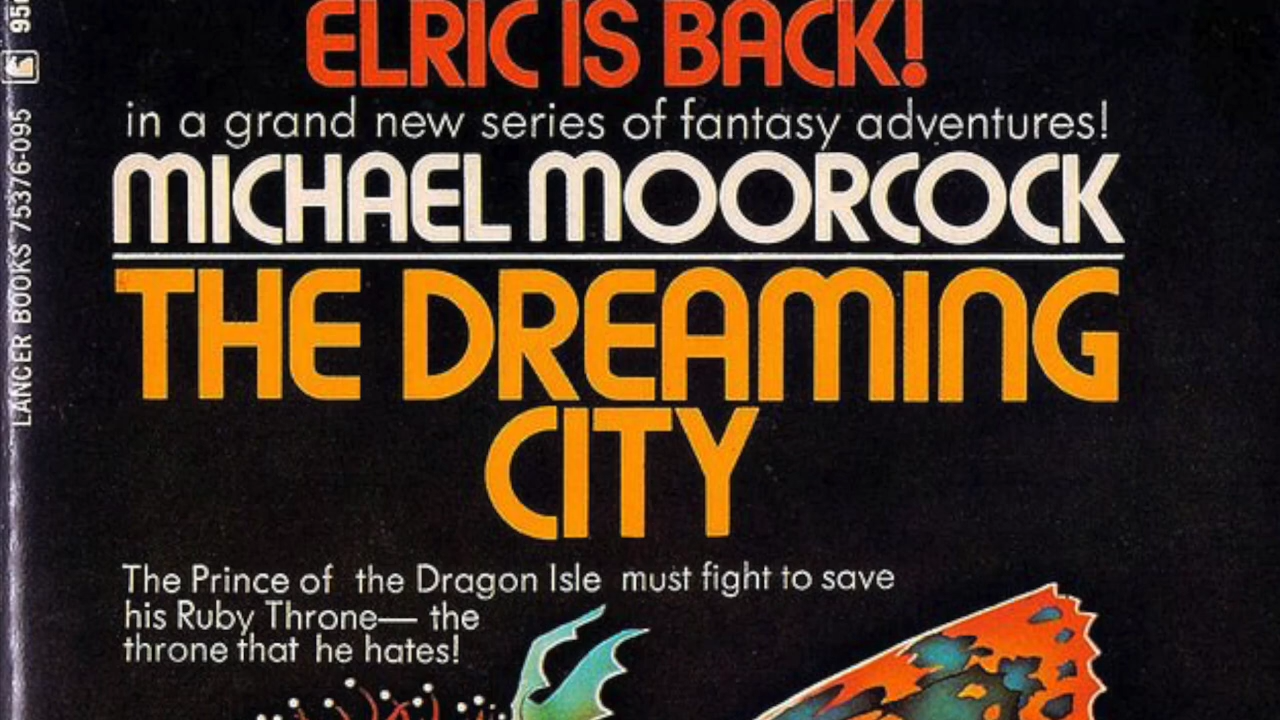 ELRIC IS BACK!
in a grand new series of fantasy adventures!
MICHAEL MOORCOCK
THE DREAMING
CITY
The Prince of the Dragon Isle must fight to save
his Ruby Throne— the
throne that he hates!
LANCER BOOKS 75376-095